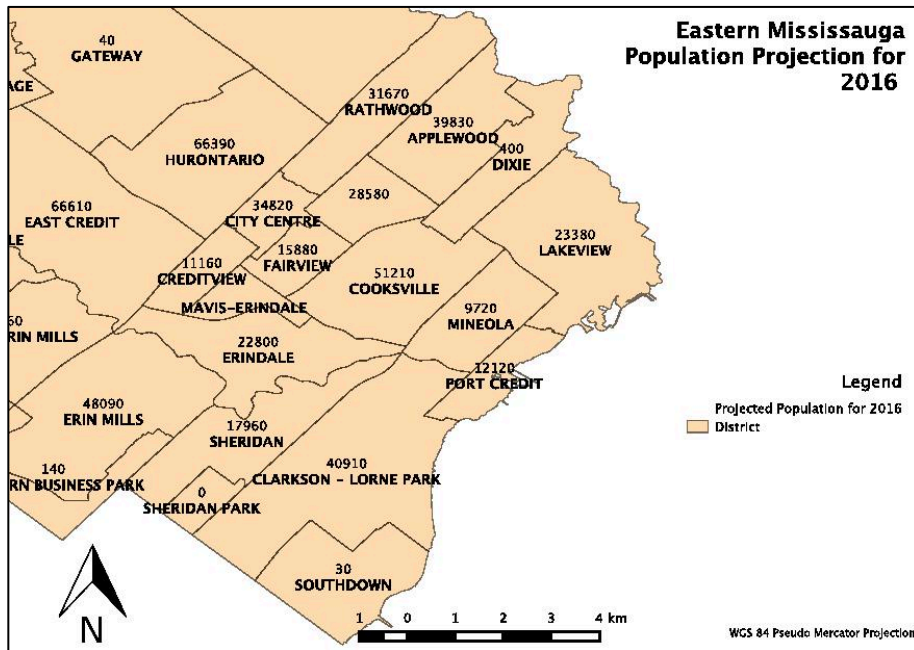 Eastern Mississauga
Population Projection for
2016
40
GATEWAY
AGE
31670
RATHWOOD
39830
APPLEWOOD
400
DIXIE
66390
HURONTARIO
28580
34820
CITY CENTRE
66610
EAST CREDIT
LE
23380
LAKEVIEW
15880
FAIRVIEW
11160
CREDITVIEW
51210
COOKSVILLE
MAVIS-ERINDALE
9720
MINEOLA
60
RIN MILLS
22800
ERINDALE
12120
PORT CREDIT
Legend
Projected Population for 2016
District
48090
ERIN MILLS
17960
SHERIDAN
140
RN BUSINESS PARK
40910
CLARKSON - LORNE PARK
0
SHERIDAN PARK
30
SOUTHDOWN
N
1 0 1 2 3 4 km
WGS 84 Pseudo Mercator Projection